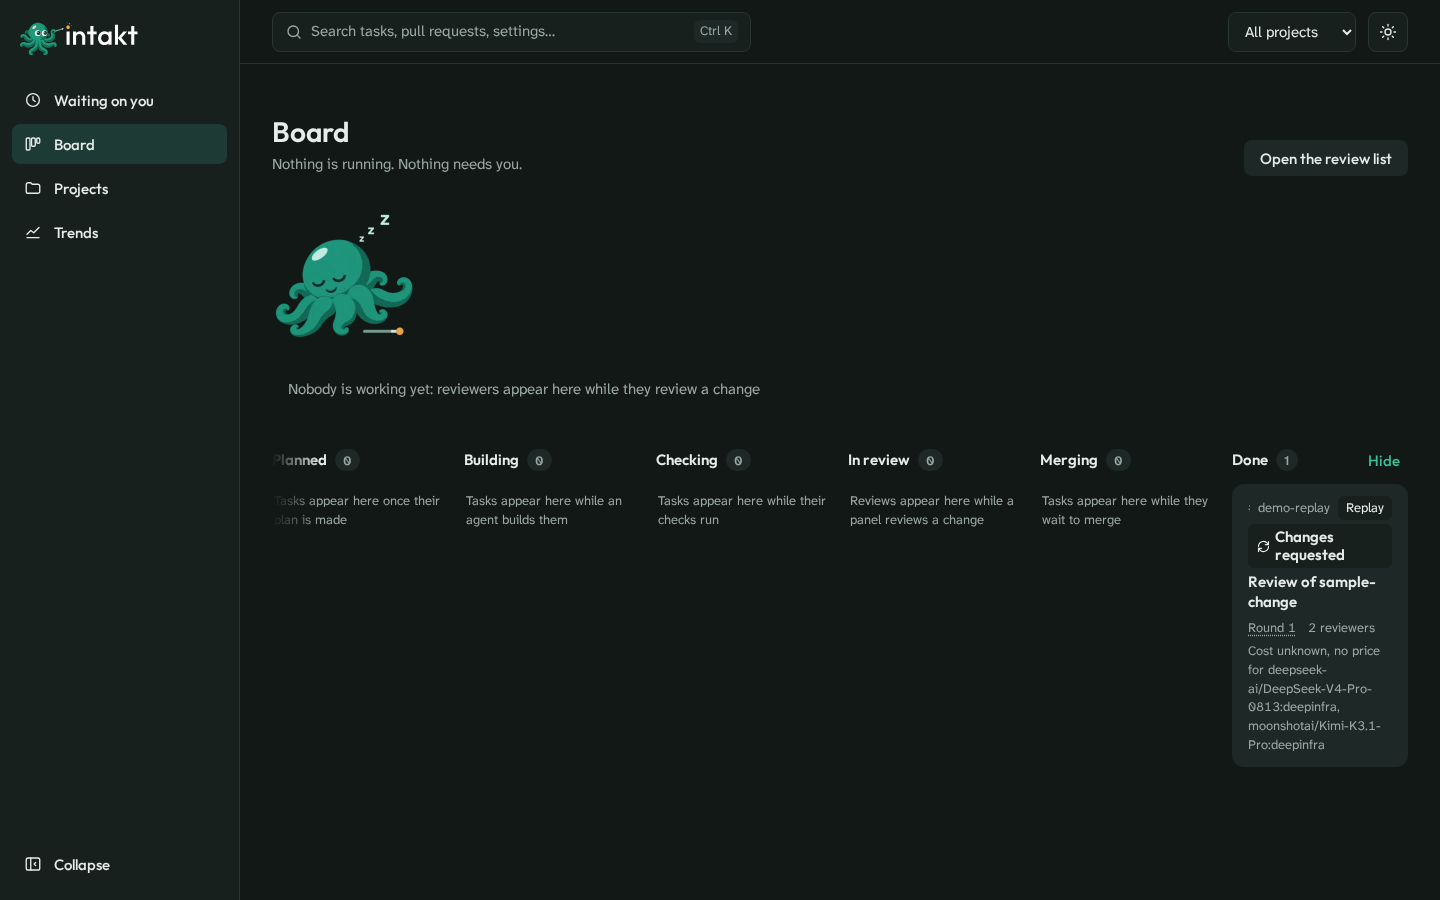 intakt
Search tasks, pull requests, settings...
Ctrl K
All projects
Waiting on you
Board
Projects
Trends
Collapse
Board
Nothing is running. Nothing needs you.
Open the review list
z z z
Nobody is working yet: reviewers appear here while they review a change
Planned 0
Tasks appear here once their
plan is made
Building 0
Tasks appear here while an
agent builds them
Checking 0
Tasks appear here while their
checks run
In review 0
Reviews appear here while a
panel reviews a change
Merging 0
Tasks appear here while they
wait to merge
Done 1
Hide
demo-replay
Replay
Changes
requested
Review of sample-
change
Round 1 2 reviewers
Cost unknown, no price
for deepseek-
ai/DeepSeek-V4-Pro-
0813:deepinfra,
moonshotai/Kimi-K3.1-
Pro:deepinfra